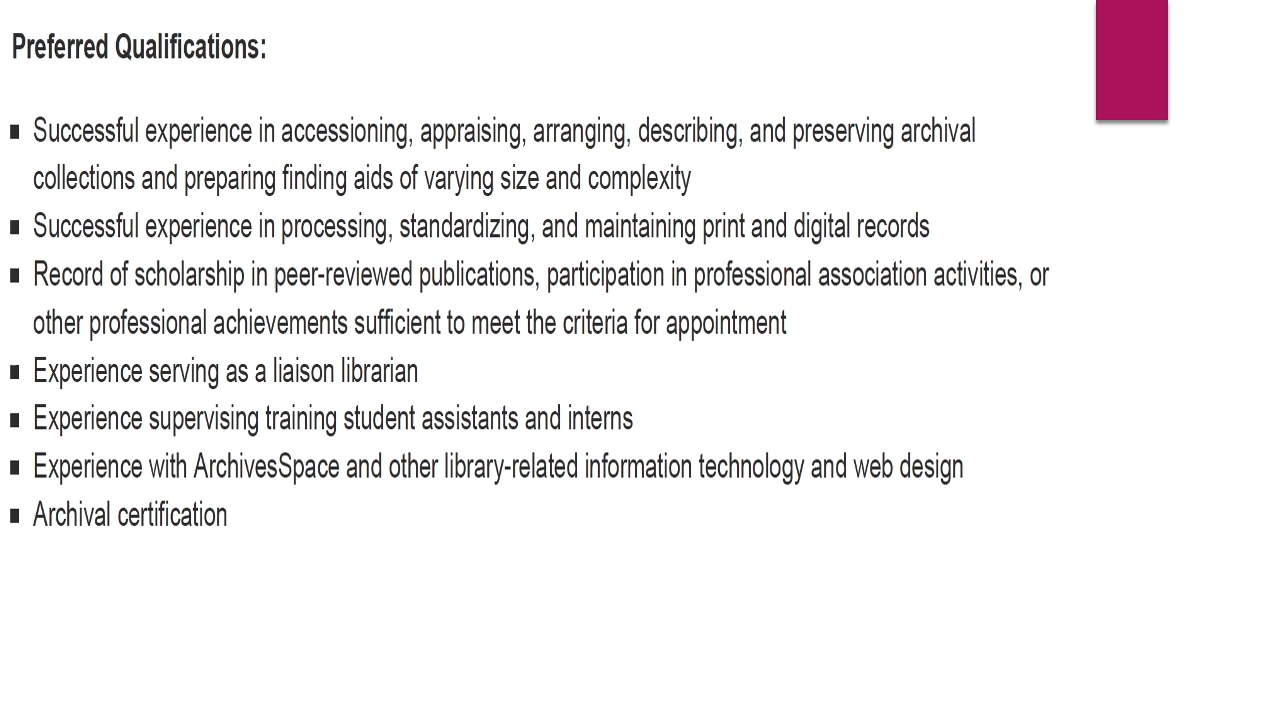 Preferred Qualifications:
▪ Successful experience in accessioning, appraising, arranging, describing, and preserving archival
collections and preparing finding aids of varying size and complexity
▪ Successful experience in processing, standardizing, and maintaining print and digital records
▪ Record of scholarship in peer-reviewed publications, participation in professional association activities, or
other professional achievements sufficient to meet the criteria for appointment
▪ Experience serving as a liaison librarian
▪ Experience supervising training student assistants and interns
▪ Experience with ArchivesSpace and other library-related information technology and web design
▪ Archival certification